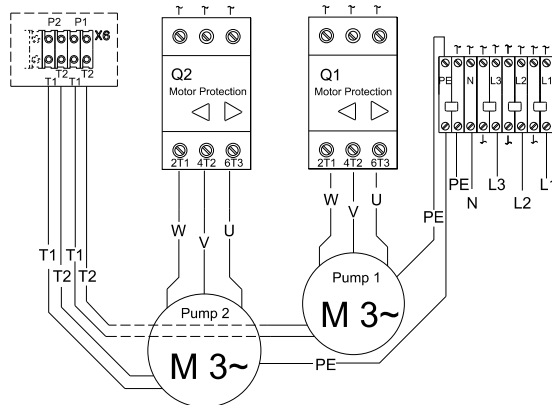 P2 P1
X6
T2 T2
T1 T1
Q2
Motor Protection
2T1 4T2 6T3
Q1
Motor Protection
2T1 4T2 6T3
PE N L3 L2 L1
PE L3 L1
N L2
W V U
W V U
PE
T1 T1
T2 T2
Pump 1
M 3~
Pump 2
M 3~
PE